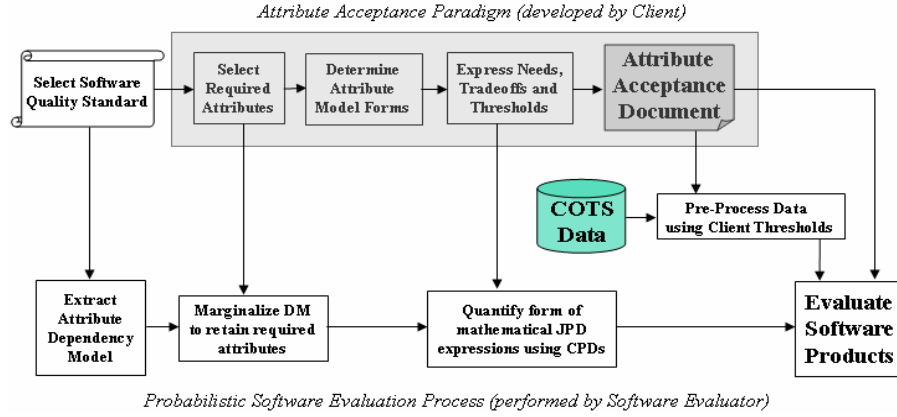 Attribute Acceptance Paradigm (developed by Client)
Select Software
Quality Standard
Select
Required
Attributes
Determine
Attribute
Model Forms
Express Needs,
Tradeoffs and
Thresholds
Attribute
Acceptance
Document
COTS
Data
Pre-Process Data
using Client Thresholds
Extract
Attribute
Dependency
Model
Marginalize DM
to retain required
attributes
Quantify form of
mathematical JPD
expressions using CPDs
Evaluate
Software
Products
Probabilistic Software Evaluation Process (performed by Software Evaluator)